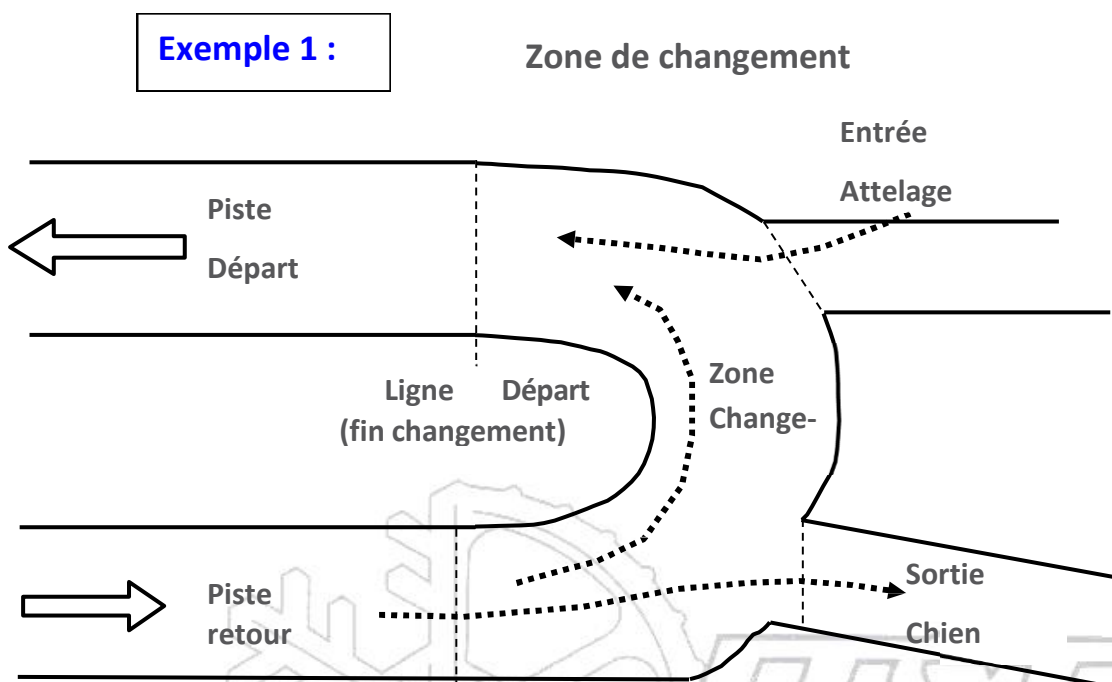 Exemple 1 :
Zone de changement
Entrée
Attelage
Piste
Départ
Ligne Départ
(fin changement)
Zone
Change-
Piste
retour
Sortie
Chien